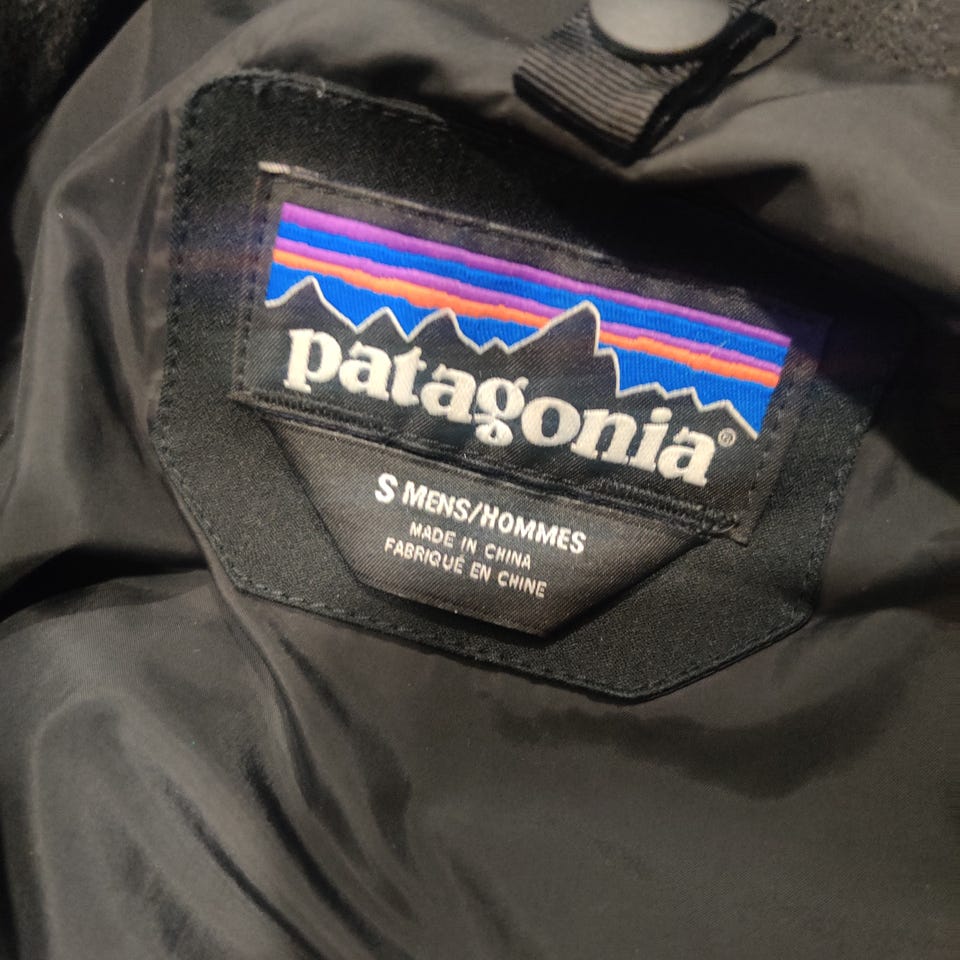 patagonia®
S MENS/HOMMES
MADE IN CHINA
FABRIQUÉ EN CHINE